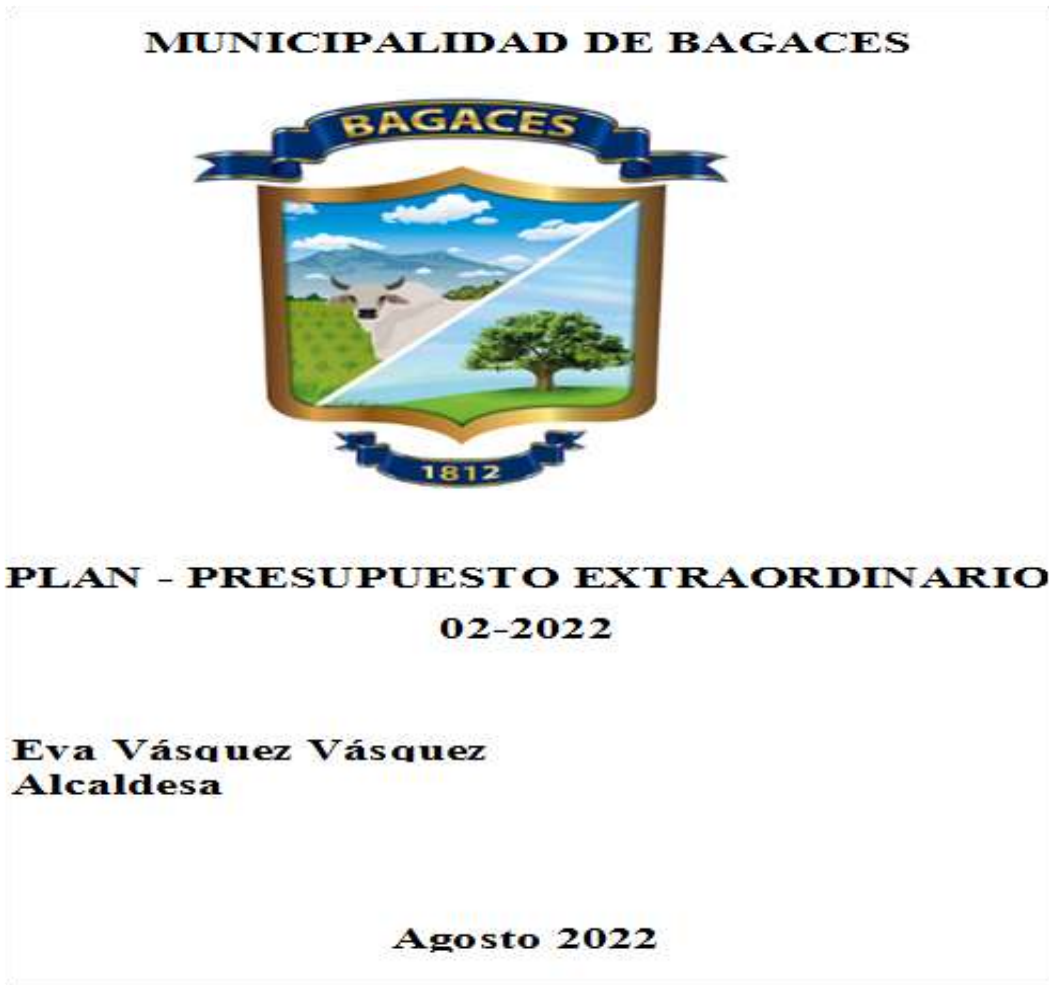 MUNICIPALIDAD DE BAGACES
BAGACES
1812
PLAN - PRESUPUESTO EXTRAORDINARIO
02-2022
Eva Vásquez Vásquez
Alcaldesa
Agosto 2022